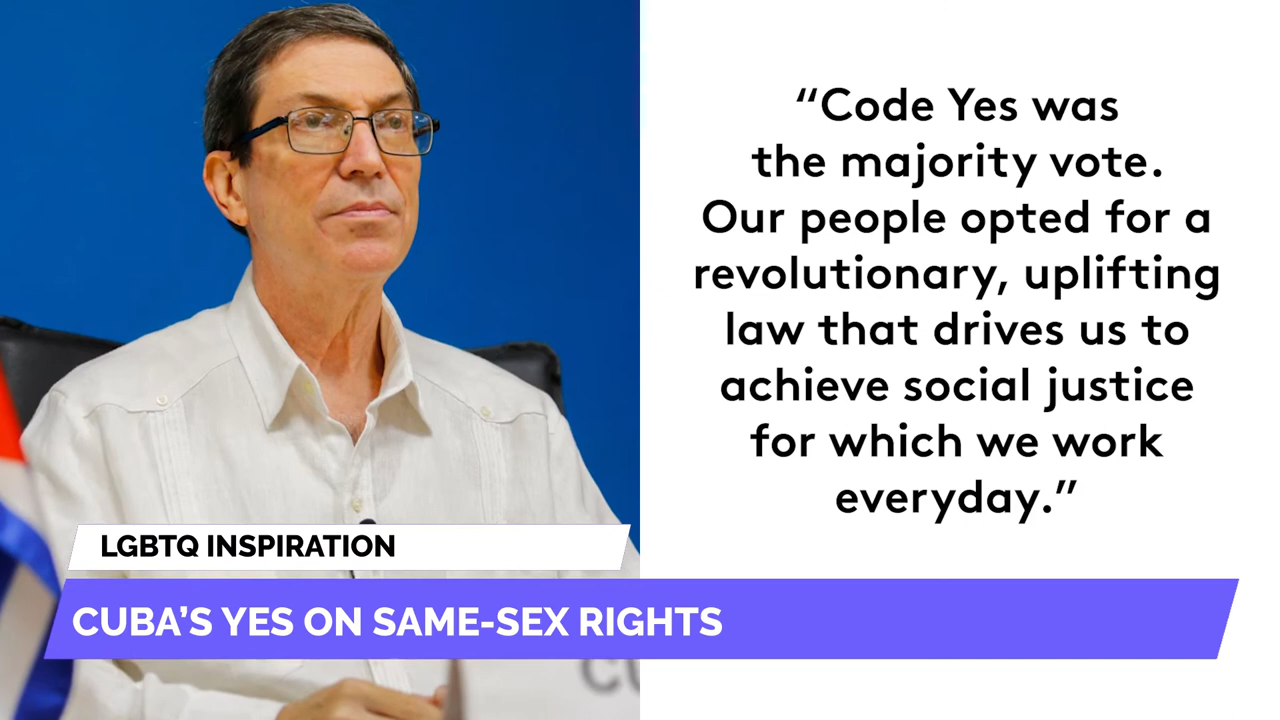 “Code Yes was
the majority vote.
Our people opted for a
revolutionary, uplifting
law that drives us to
achieve social justice
for which we work
everyday.”
LGBTQ INSPIRATION
CUBA’S YES ON SAME-SEX RIGHTS